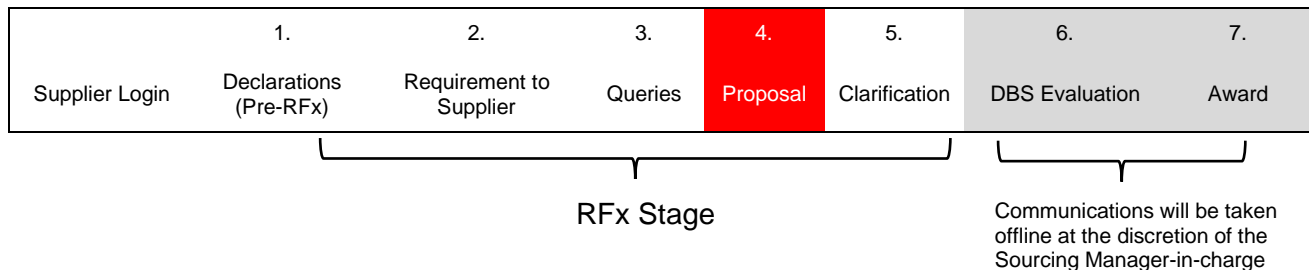 1. 2. 3. 4. 5. 6. 7.
Supplier Login
Declarations
(Pre-RFx)
Requirement to
Supplier
Queries
Proposal
Clarification
DBS Evaluation
Award
RFx Stage
Communications will be taken
offline at the discretion of the
Sourcing Manager-in-charge